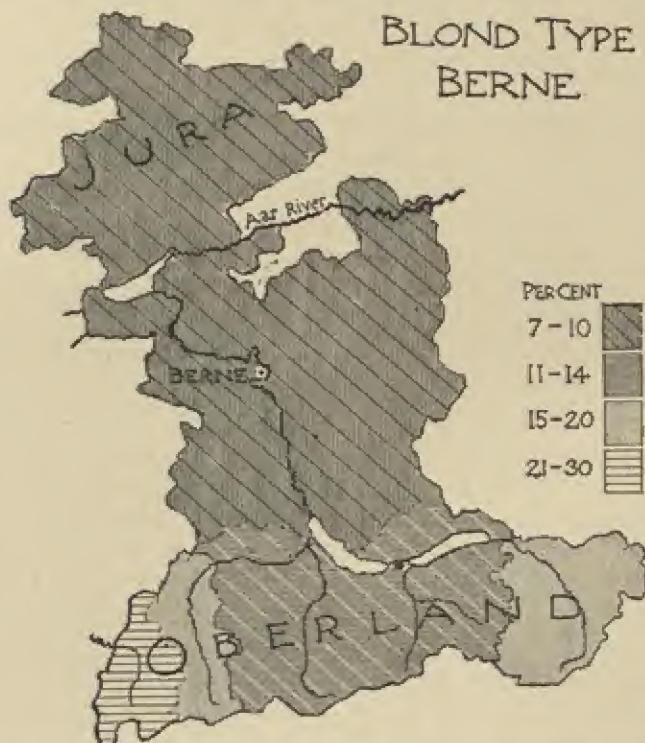 BLOND TYPE
BERNE
JURA
Aar River
PERCENT
7-10
11-14
15-20
21-30
BERNE
OBERLAND